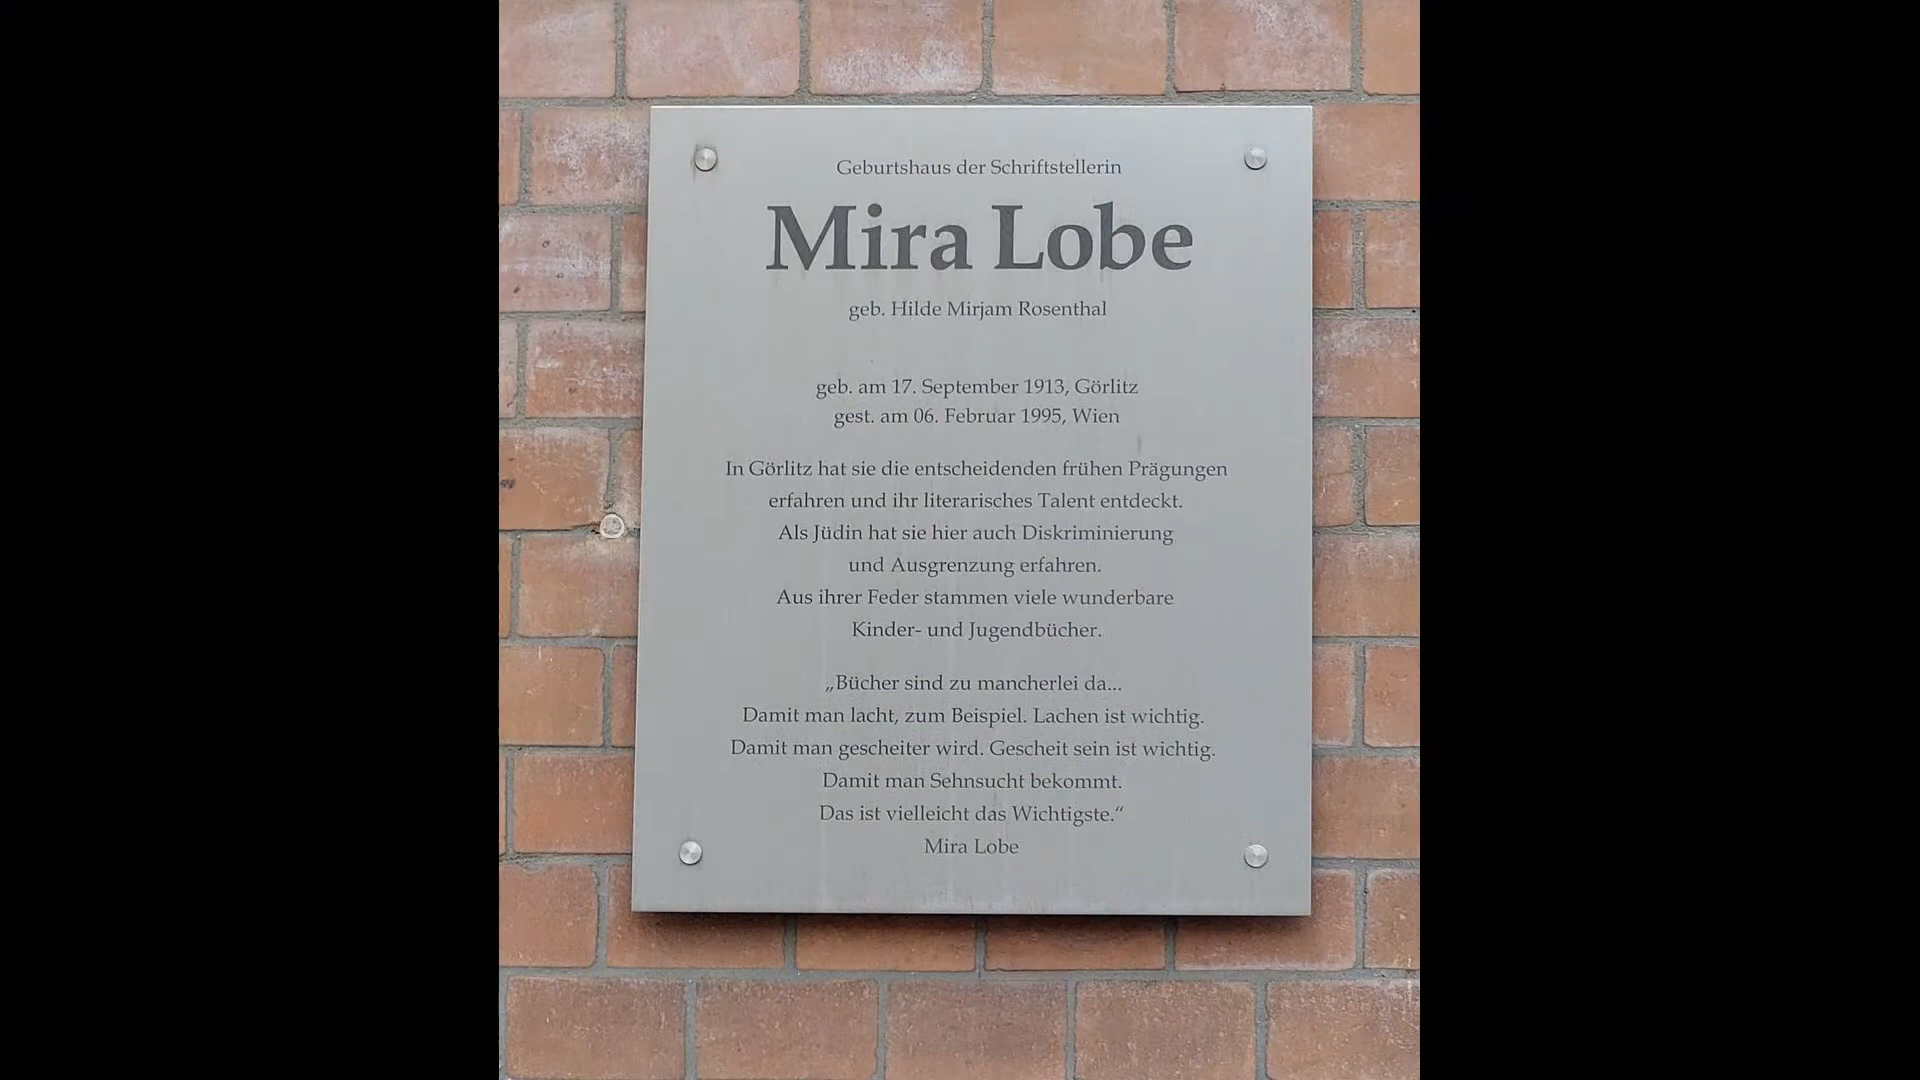 Geburtshaus der Schriftstellerin
Mira Lobe
geb. Hilde Mirjam Rosenthal
geb. am 17. September 1913, Görlitz
gest. am 06. Februar 1995, Wien
In Görlitz hat sie die entscheidenden frühen Prägungen
erfahren und ihr literarisches Talent entdeckt.
Als Jüdin hat sie hier auch Diskriminierung
und Ausgrenzung erfahren.
Aus ihrer Feder stammen viele wunderbare
Kinder- und Jugendbücher.
„Bücher sind zu mancherlei da...
Damit man lacht, zum Beispiel. Lachen ist wichtig.
Damit man gescheiter wird. Gescheit sein ist wichtig.
Damit man Sehnsucht bekommt.
Das ist vielleicht das Wichtigste.“
Mira Lobe